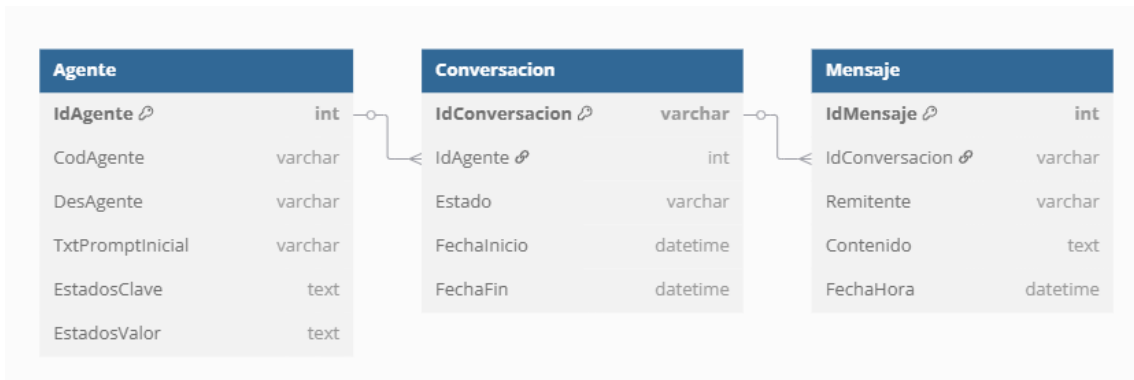 Agente
IdAgente int
CodAgente varchar
DesAgente varchar
TxtPromptInicial varchar
EstadosClave text
EstadosValor text
Conversacion
IdConversacion varchar
IdAgente int
Estado varchar
FechaInicio datetime
FechaFin datetime
Mensaje
IdMensaje int
IdConversacion varchar
Remitente varchar
Contenido text
FechaHora datetime